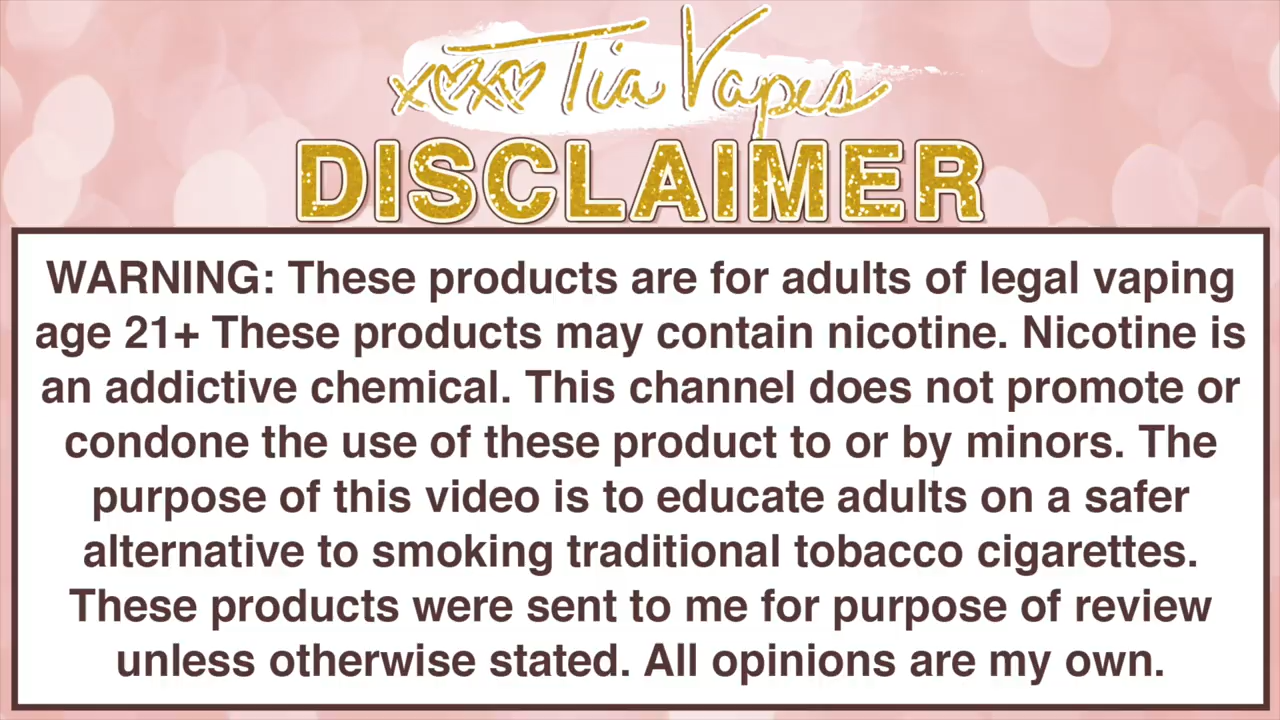 xoxo Tia Vapes
DISCLAIMER
WARNING: These products are for adults of legal vaping
age 21+ These products may contain nicotine. Nicotine is
an addictive chemical. This channel does not promote or
condone the use of these product to or by minors. The
purpose of this video is to educate adults on a safer
alternative to smoking traditional tobacco cigarettes.
These products were sent to me for purpose of review
unless otherwise stated. All opinions are my own.